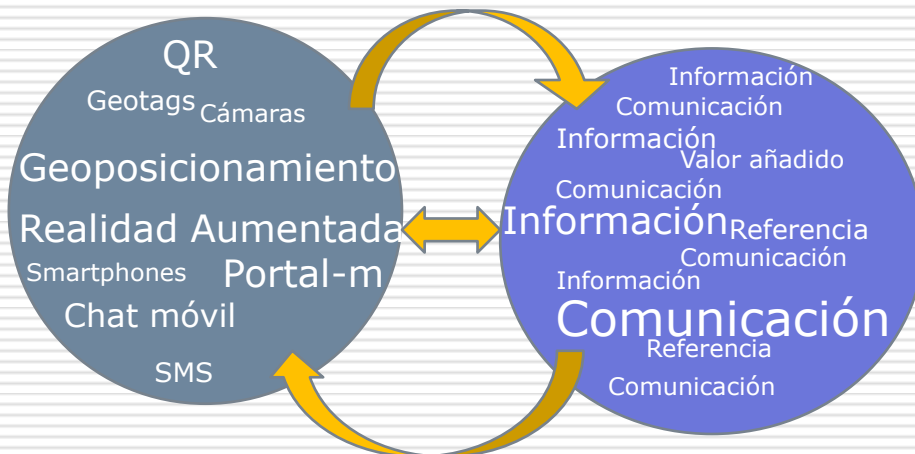 QR
Geotags
Cámaras
Geoposicionamiento
Realidad Aumentada
Smartphones
Portal-m
Chat móvil
SMS
Información
Comunicación
Información
Valor añadido
Comunicación
Información
Referencia
Comunicación
Información
Comunicación
Referencia
Comunicación